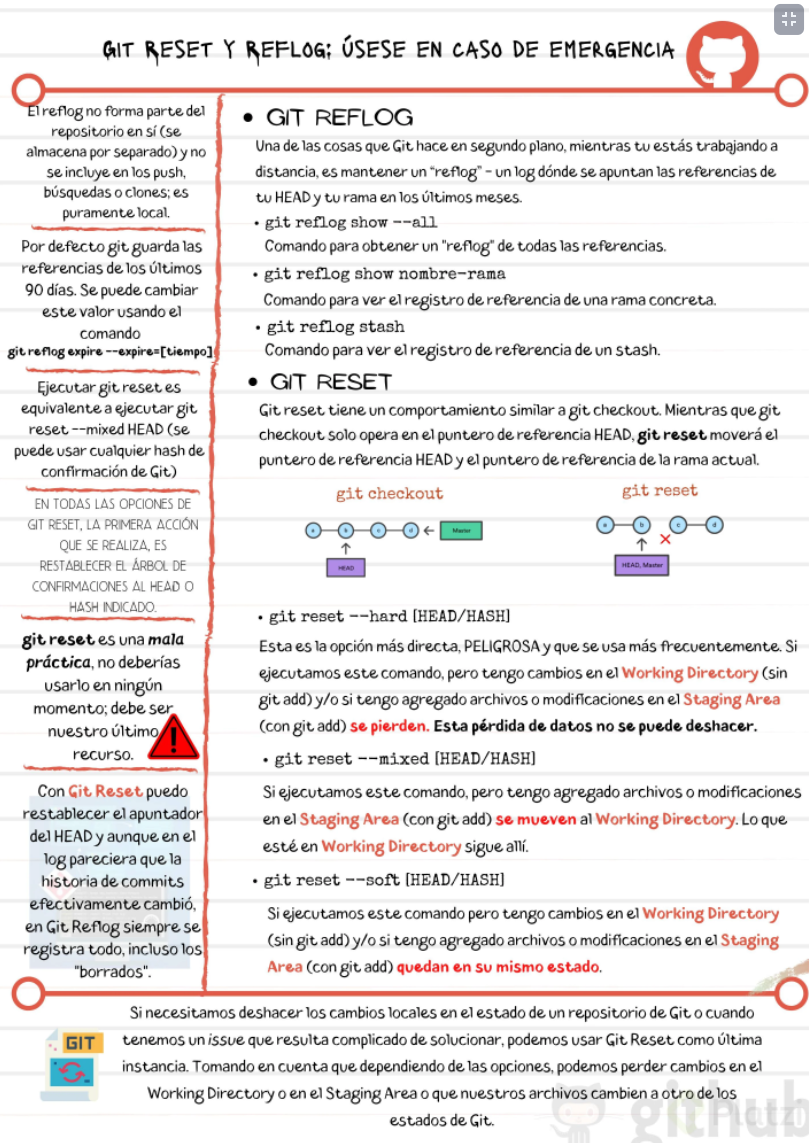 GIT RESET Y REFLOG: ÚSESE EN CASO DE EMERGENCIA
El reflog no forma parte del
repositorio en sí (se
almacena por separado) y no
se incluye en los push,
búsquedas o clones; es
puramente local.
Por defecto git guarda las
referencias de los últimos
90 días. Se puede cambiar
este valor usando el
comando
git reflog expire --expire=[tiempo]
Ejecutar git reset es
equivalente a ejecutar git
reset --mixed HEAD (se
puede usar cualquier hash de
confirmación de Git)
EN TODAS LAS OPCIONES DE
GIT RESET, LA PRIMERA ACCIÓN
QUE SE REALIZA, ES
RESTABLECER EL ÁRBOL DE
CONFIRMACIONES AL HEAD O
HASH INDICADO.
git reset es una mala
práctica, no deberías
usarlo en ningún
momento; debe ser
nuestro último
recurso.
Con Git Reset puedo
restablecer el apuntador
del HEAD y aunque en el
log pareciera que la
historia de commits
efectivamente cambió,
en Git Reflog siempre se
registra todo, incluso los
"borrados".
• GIT REFLOG
Una de las cosas que Git hace en segundo plano, mientras tu estás trabajando a
distancia, es mantener un “reflog” - un log dónde se apuntan las referencias de
tu HEAD y tu rama en los últimos meses.
• git reflog show --all
Comando para obtener un "reflog" de todas las referencias.
• git reflog show nombre-rama
Comando para ver el registro de referencia de una rama concreta.
• git reflog stash
Comando para ver el registro de referencia de un stash.
• GIT RESET
Git reset tiene un comportamiento similar a git checkout. Mientras que git
checkout solo opera en el puntero de referencia HEAD, git reset moverá el
puntero de referencia HEAD y el puntero de referencia de la rama actual.
git checkout
a b c d Master
HEAD
git reset
a b c d
HEAD, Master
• git reset --hard [HEAD/HASH]
Esta es la opción más directa, PELIGROSA y que se usa más frecuentemente. Si
ejecutamos este comando, pero tengo cambios en el Working Directory (sin
git add) y/o si tengo agregado archivos o modificaciones en el Staging Area
(con git add) se pierden. Esta pérdida de datos no se puede deshacer.
• git reset --mixed [HEAD/HASH]
Si ejecutamos este comando, pero tengo agregado archivos o modificaciones
en el Staging Area (con git add) se mueven al Working Directory. Lo que
esté en Working Directory sigue allí.
• git reset --soft [HEAD/HASH]
Si ejecutamos este comando pero tengo cambios en el Working Directory
(sin git add) y/o si tengo agregado archivos o modificaciones en el Staging
Area (con git add) quedan en su mismo estado.
GIT
Si necesitamos deshacer los cambios locales en el estado de un repositorio de Git o cuando
tenemos un issue que resulta complicado de solucionar, podemos usar Git Reset como última
instancia. Tomando en cuenta que dependiendo de las opciones, podemos perder cambios en el
Working Directory o en el Staging Area o que nuestros archivos cambien a otro de los
estados de Git.
github
Platzi